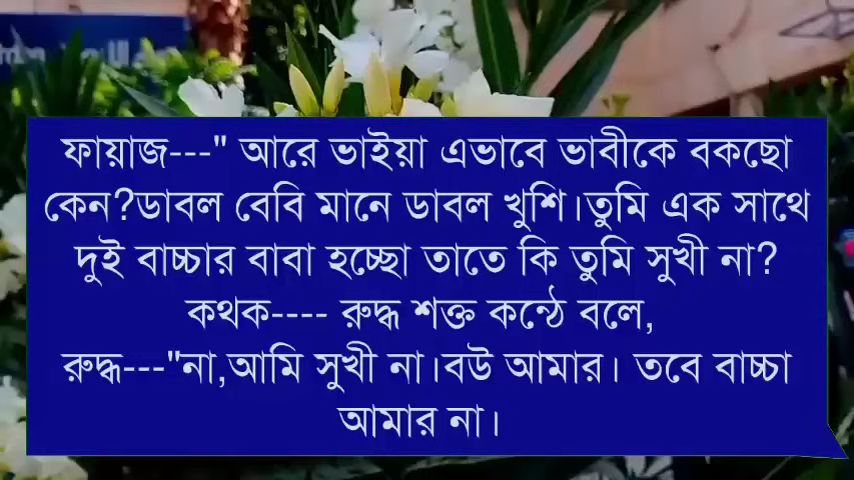 ফায়াজ---" আরে ভাইয়া এভাবে ভাবীকে বকছো
কেন?ডাবল বেবি মানে ডাবল খুশি।তুমি এক সাথে
দুই বাচ্চার বাবা হচ্ছো তাতে কি তুমি সুখী না?
কথক---- রুদ্ধ শক্ত কন্ঠে বলে,
রুদ্ধ---"না,আমি সুখী না।বউ আমার। তবে বাচ্চা
আমার না।